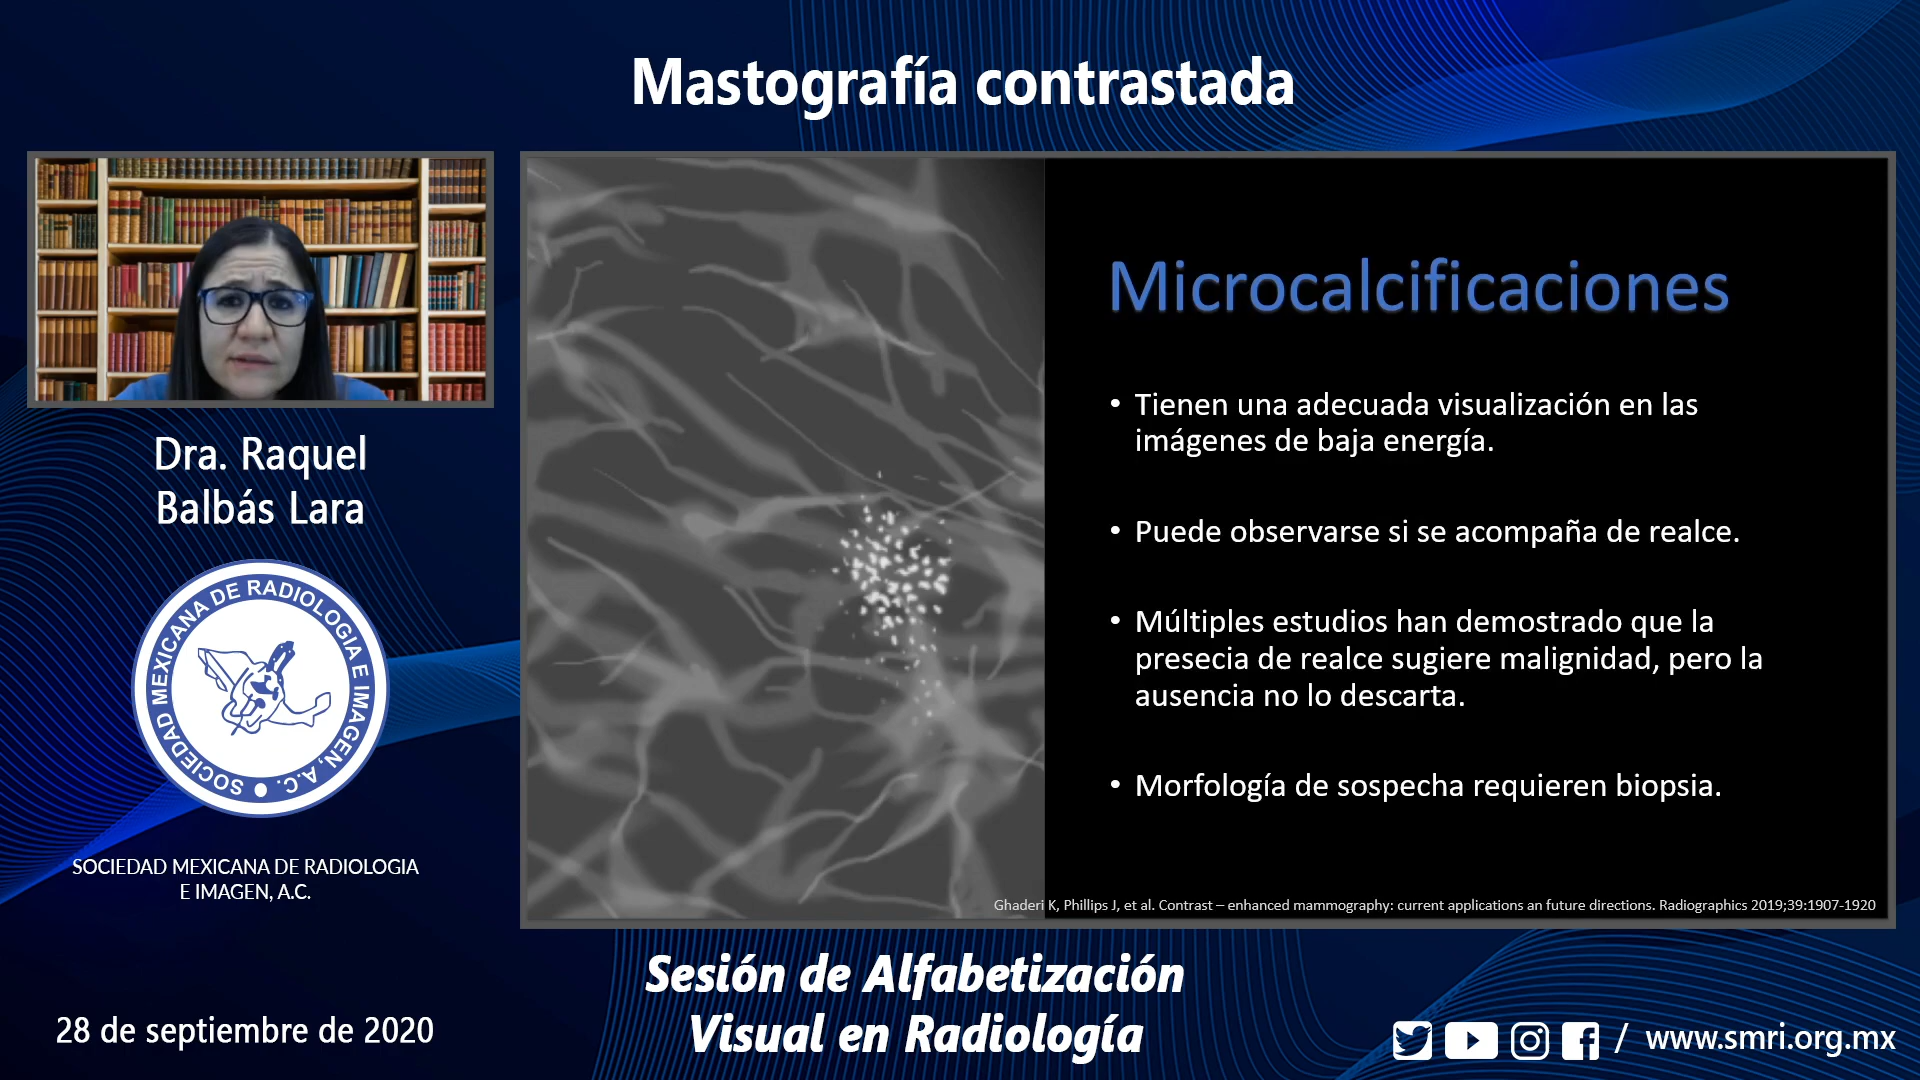 Mastografía contrastada
Dra. Raquel
Balbás Lara
SOCIEDAD MEXICANA DE RADIOLOGIA E IMAGEN, A.C.
SOCIEDAD MEXICANA DE RADIOLOGIA
E IMAGEN, A.C.
28 de septiembre de 2020
Microcalcificaciones
• Tienen una adecuada visualización en las
imágenes de baja energía.
• Puede observarse si se acompaña de realce.
• Múltiples estudios han demostrado que la
presecia de realce sugiere malignidad, pero la
ausencia no lo descarta.
• Morfología de sospecha requieren biopsia.
Ghaderi K, Phillips J, et al. Contrast – enhanced mammography: current applications an future directions. Radiographics 2019;39:1907-1920
Sesión de Alfabetización
Visual en Radiología
/ www.smri.org.mx